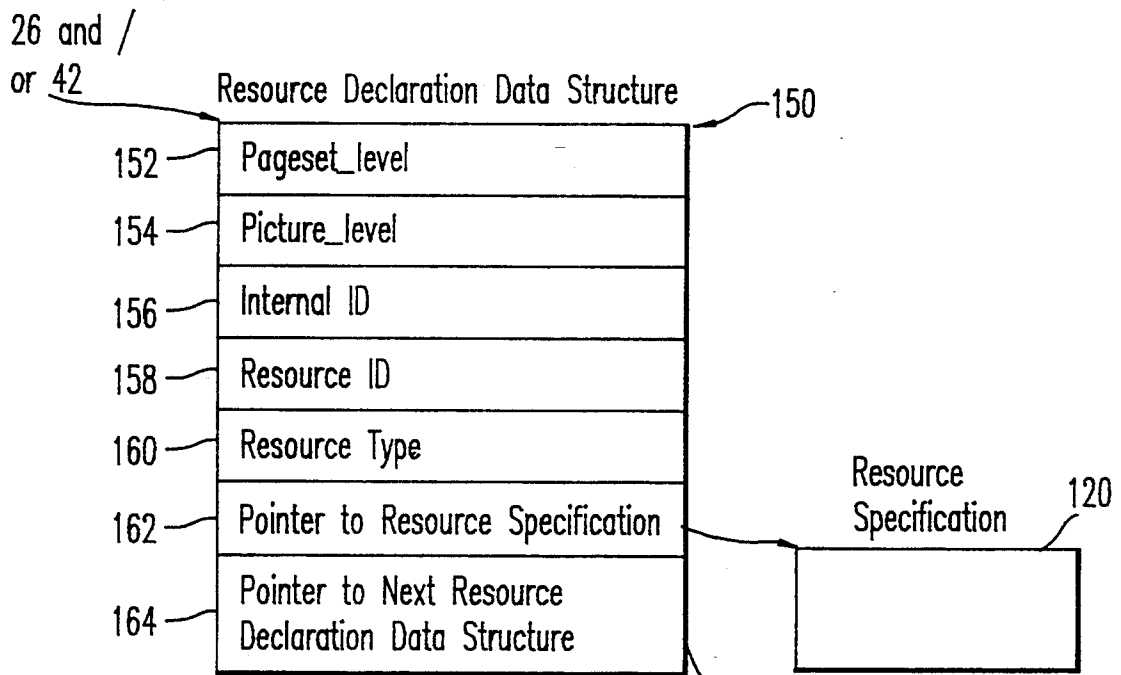 26 and /
or 42
Resource Declaration Data Structure
150
152
Pageset_level
154
Picture_level
156
Internal ID
158
Resource ID
160
Resource Type
162
Pointer to Resource Specification
Resource
Specification
120
164
Pointer to Next Resource
Declaration Data Structure